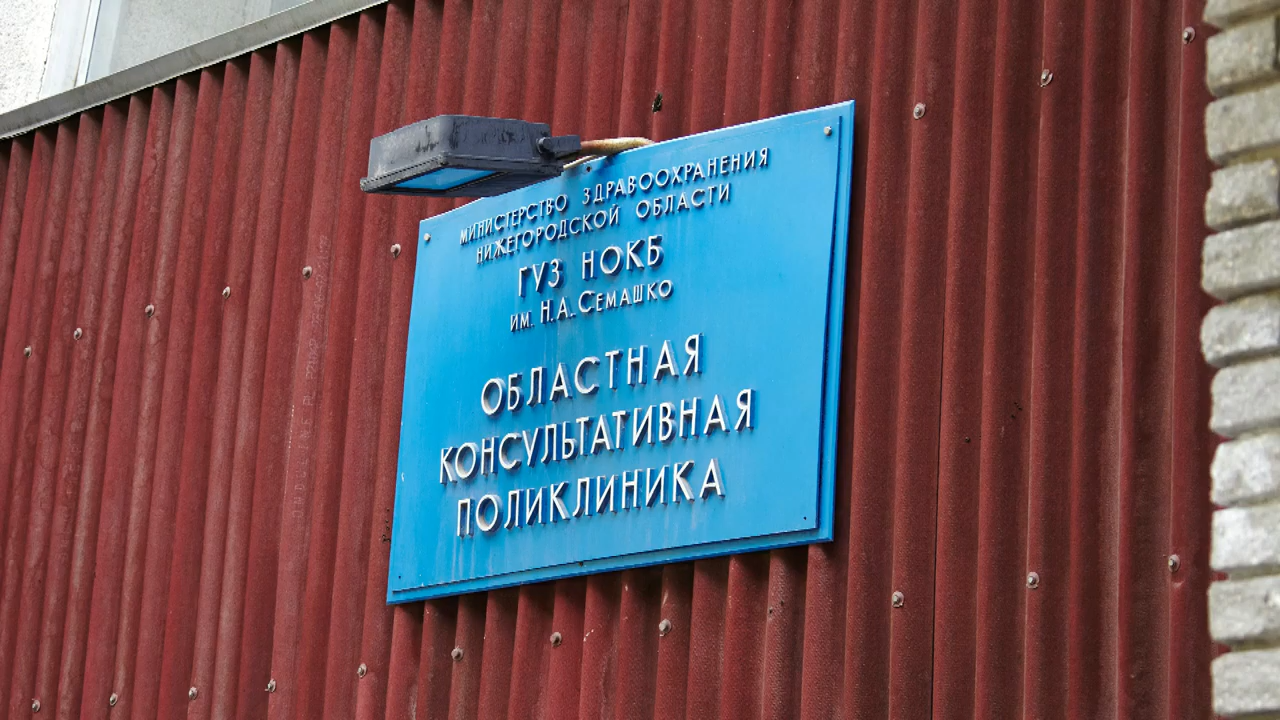 МИНИСТЕРСТВО ЗДРАВООХРАНЕНИЯ
НИЖЕГОРОДСКОЙ ОБЛАСТИ
ГУЗ НОКБ
ИМ. Н.А.СЕМАШКО
ОБЛАСТНАЯ
КОНСУЛЬТАТИВНАЯ
ПОЛИКЛИНИКА